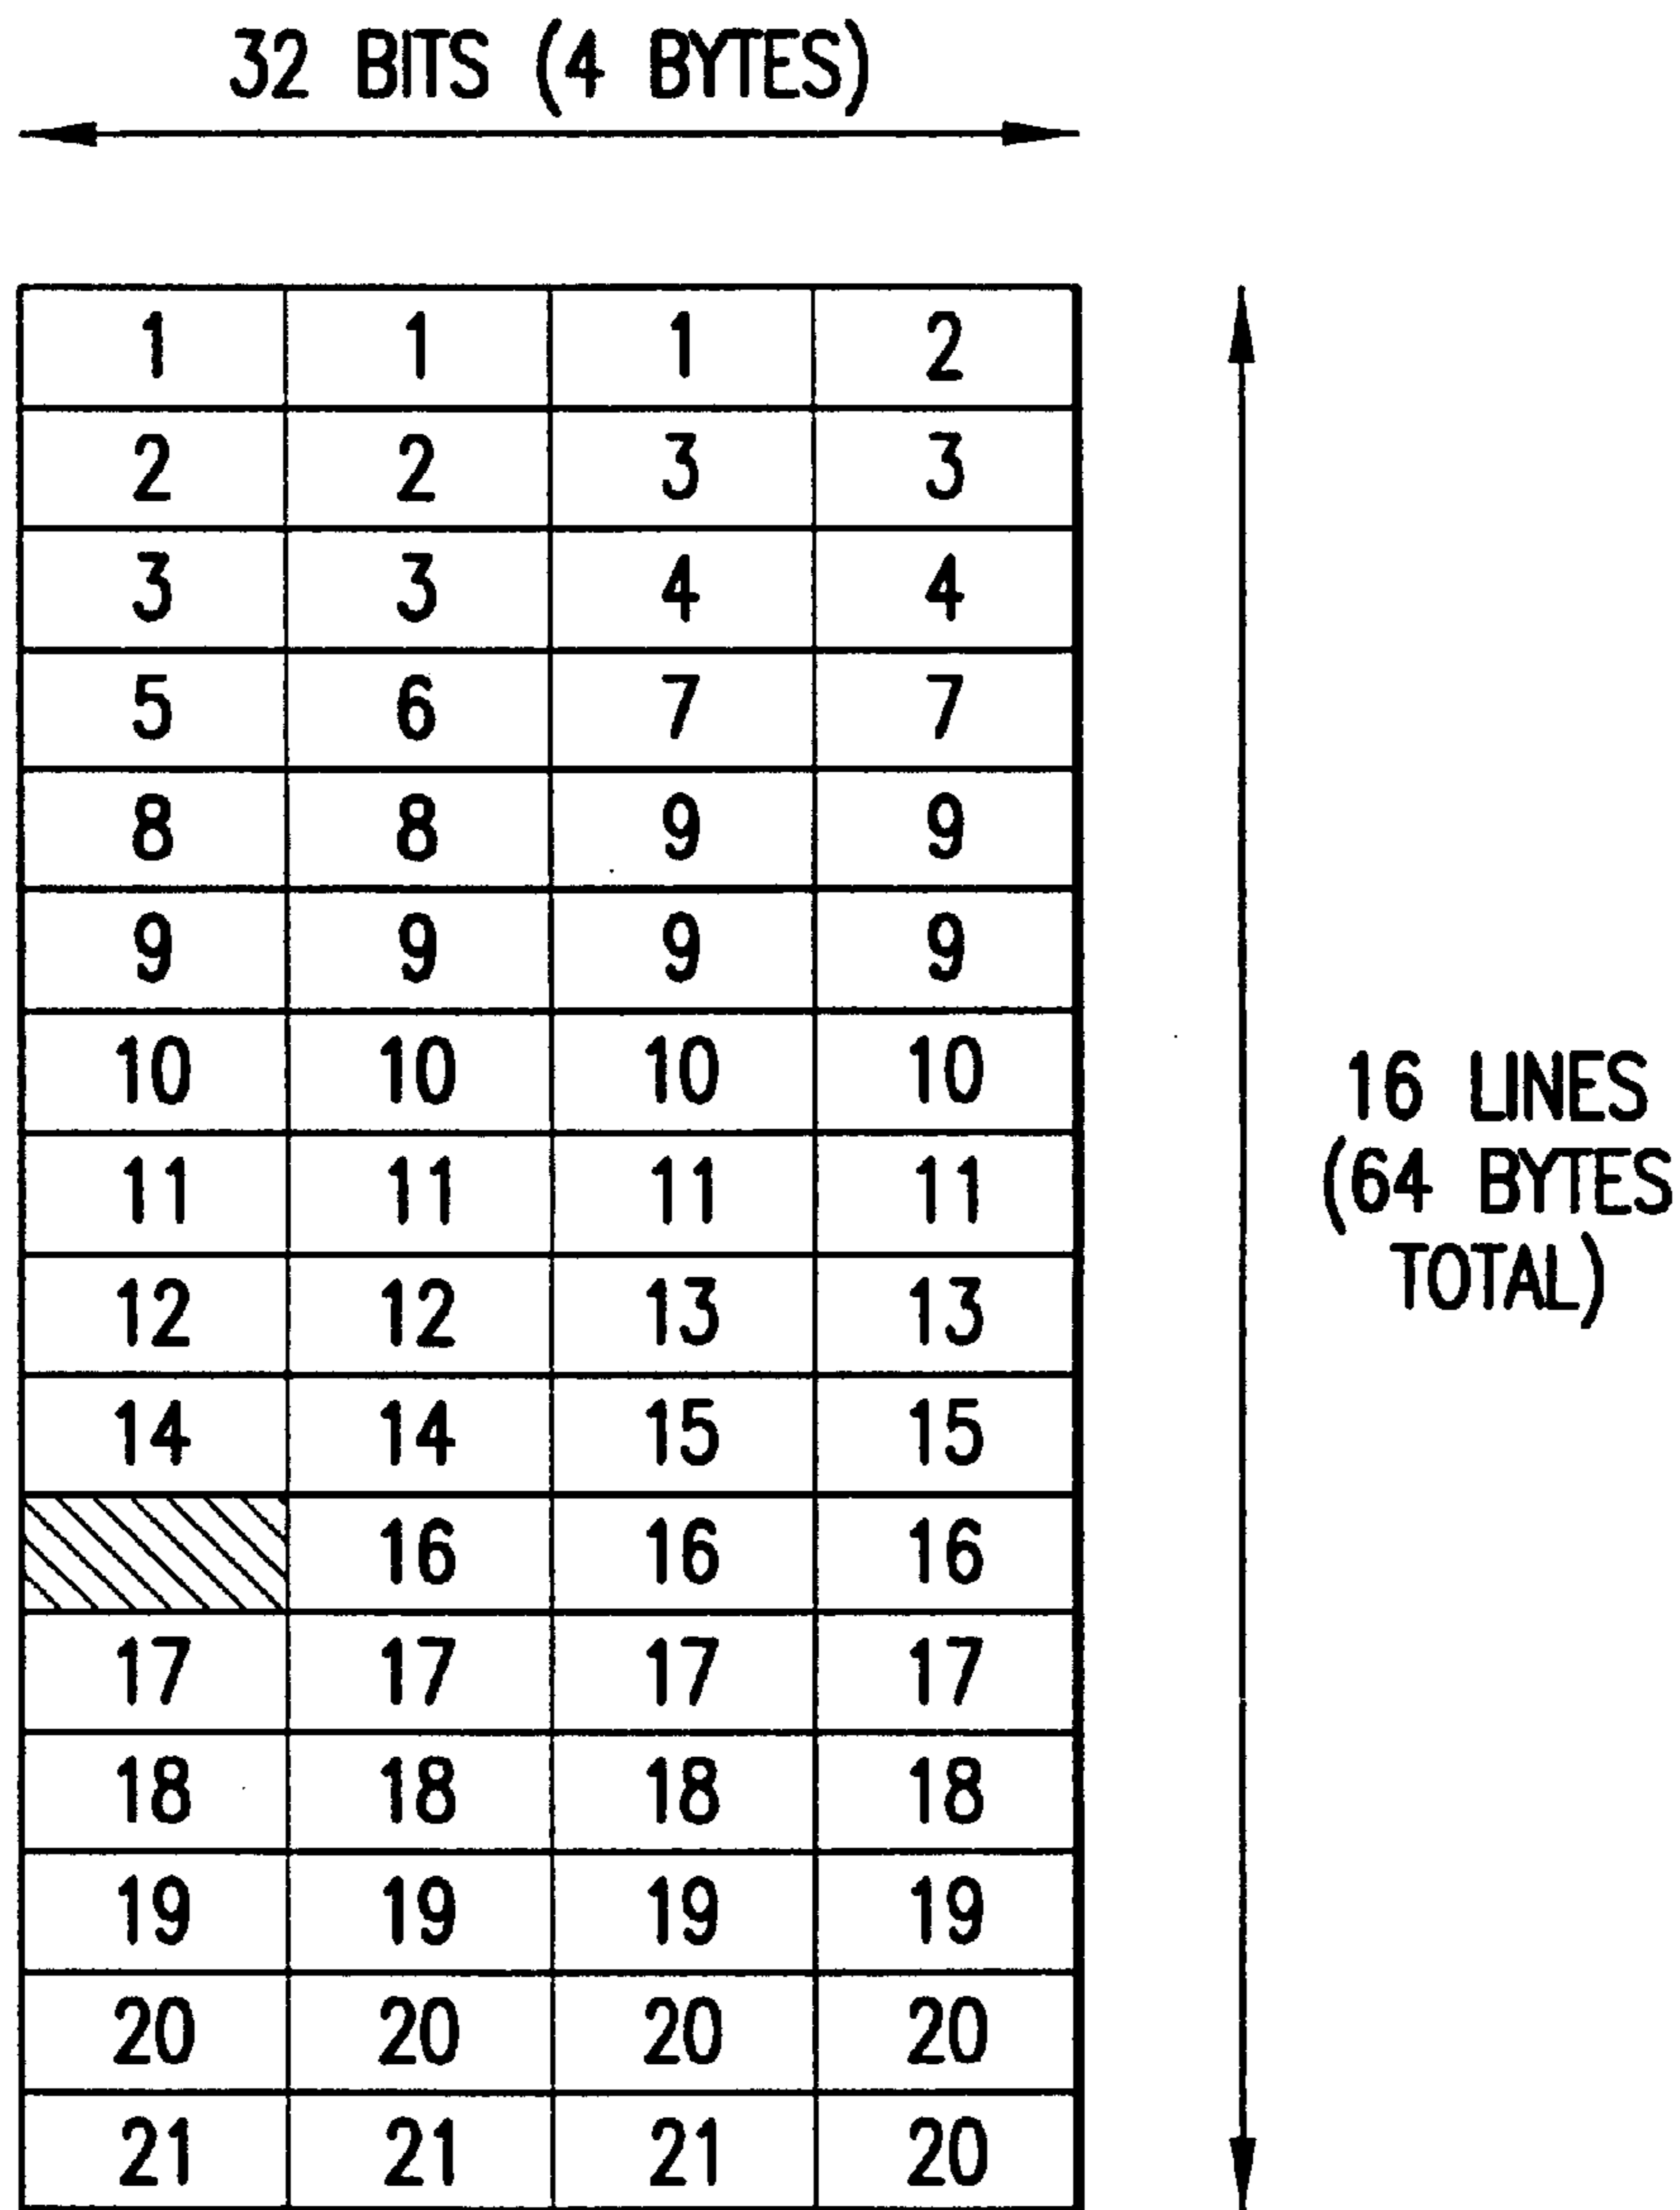 32 BITS (4 BYTES)
1 1 1 2
2 2 3 3
3 3 4 4
5 6 7 7
8 8 9 9
9 9 9 9
10 10 10 10
11 11 11 11
12 12 13 13
14 14 15 15
16 16 16
17 17 17 17
18 18 18 18
19 19 19 19
20 20 20 20
21 21 21 20
16 LINES
(64 BYTES
TOTAL)